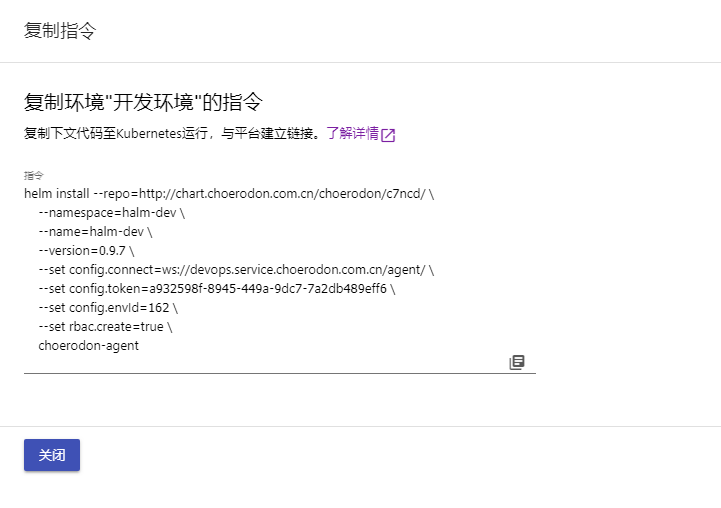 复制指令
复制环境"开发环境"的指令
复制下文代码至Kubernetes运行，与平台建立链接。了解详情
指令
helm install --repo=http://chart.choerodon.com.cn/choerodon/c7ncd/ \
--namespace=halm-dev \
--name=halm-dev \
--version=0.9.7 \
--set config.connect=ws://devops.service.choerodon.com.cn/agent/ \
--set config.token=a932598f-8945-449a-9dc7-7a2db489eff6 \
--set config.envId=162 \
--set rbac.create=true \
choerodon-agent
关闭